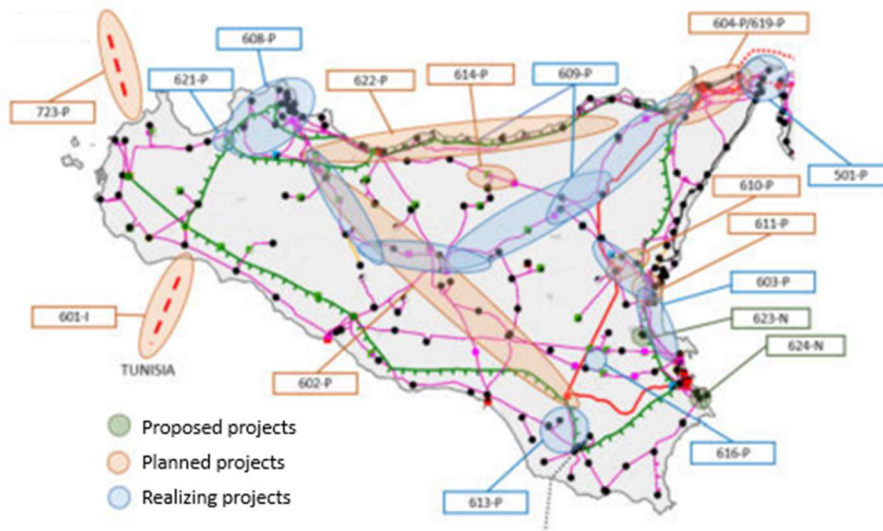 604-P/619-P
608-P
621-P
622-P
614-P
609-P
723-P
501-P
610-P
611-P
603-P
623-N
624-N
601-I
TUNISIA
602-P
616-P
613-P
Proposed projects
Planned projects
Realizing projects